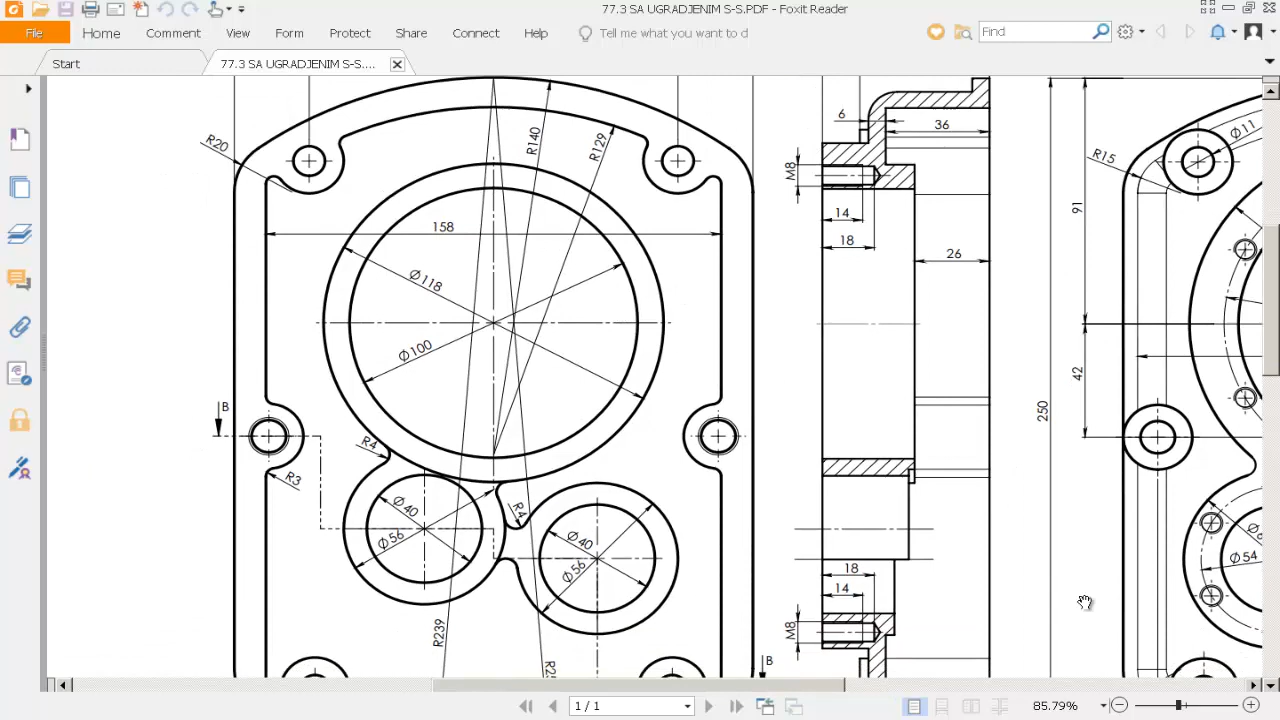 77.3 SA UGRADJENIM S-S.PDF - Foxit Reader
File Home Comment View Form Protect Share Connect Help Tell me what you want to d Find
Start 77.3 SA UGRADJENIM S-S....
R20
R140
R129
158
Ø118
Ø100
B
R4
R3
Ø40
Ø56
R4
Ø40
Ø56
R239
B
6
36
M8
14
18
26
18
14
M8
250
91
42
R15
Ø11
Ø54
1 / 1
85.79%